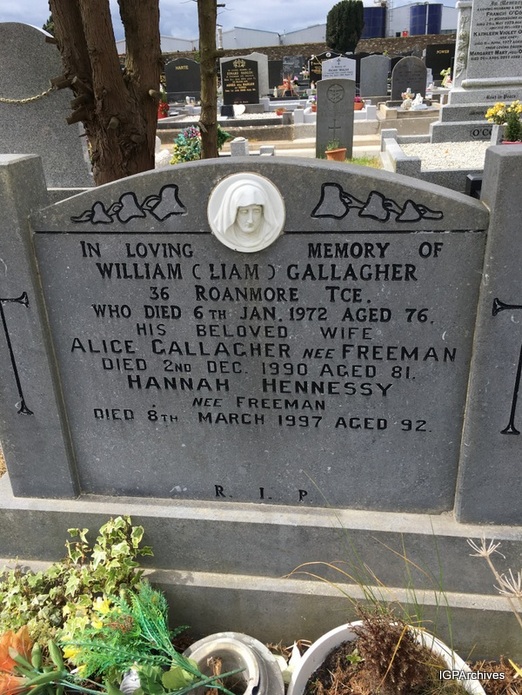 IN LOVING MEMORY OF
WILLIAM (LIAM) GALLAGHER
36 ROANMORE TCE.
WHO DIED 6TH JAN. 1972 AGED 76.
HIS BELOVED WIFE
ALICE GALLAGHER NEE FREEMAN
DIED 2ND DEC. 1990 AGED 81.
HANNAH HENNESSY
NEE FREEMAN
DIED 8TH MARCH 1997 AGED 92.
R. I. P
IGPArchives